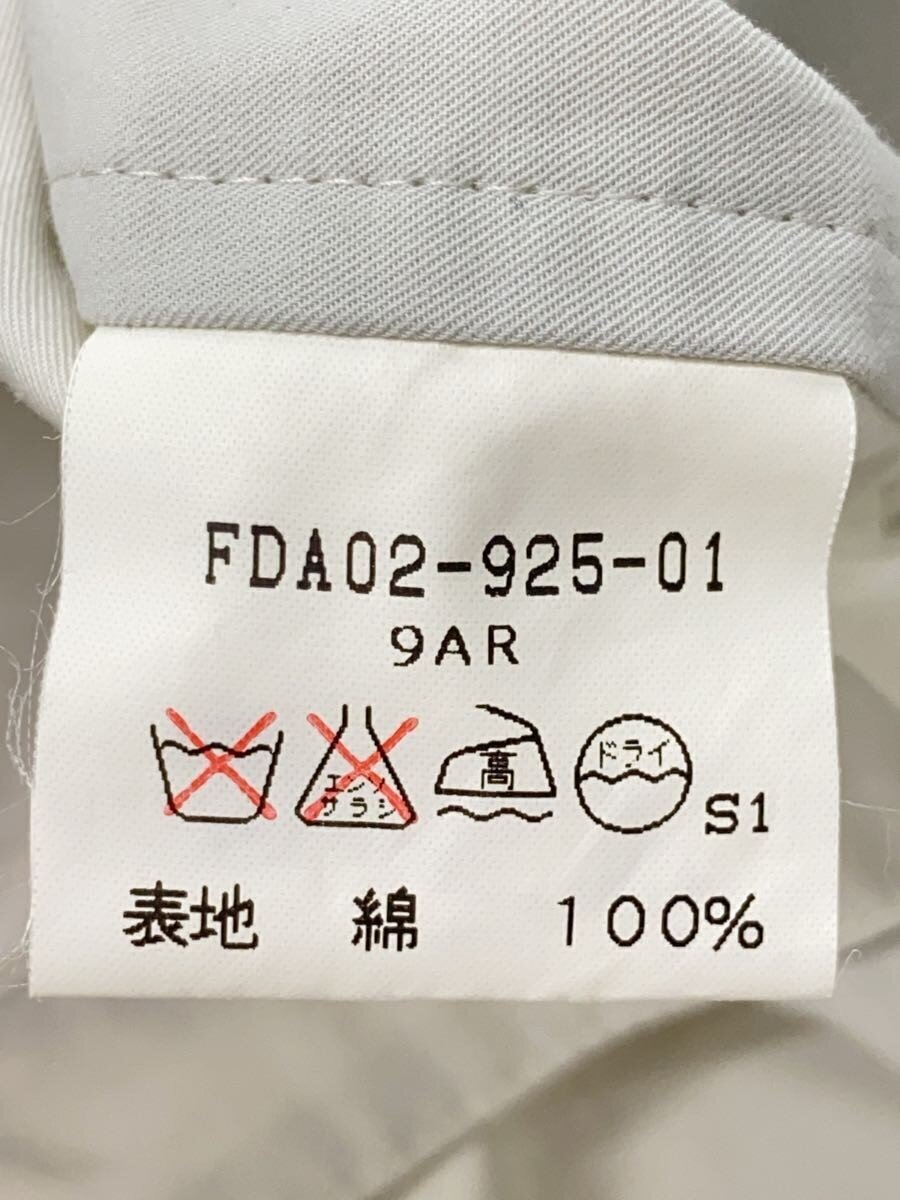 FDA02-925-01
9AR
エンソ
サラシ
高
ドライ
S1
表地 綿 100%